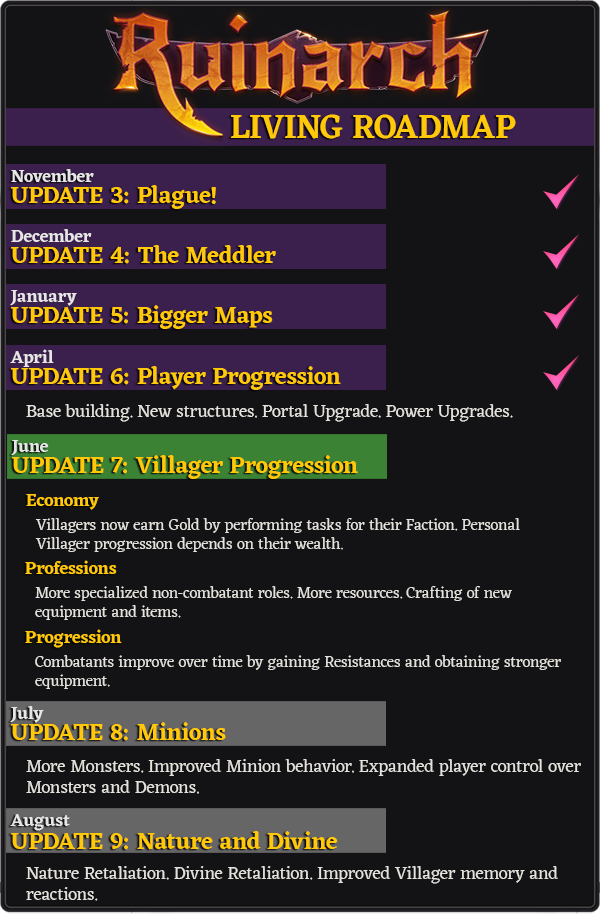 Ruinarch
LIVING ROADMAP
November
UPDATE 3: Plague!
December
UPDATE 4: The Meddler
January
UPDATE 5: Bigger Maps
April
UPDATE 6: Player Progression
Base building. New structures. Portal Upgrade. Power Upgrades.
June
UPDATE 7: Villager Progression
Economy
Villagers now earn Gold by performing tasks for their Faction. Personal
Villager progression depends on their wealth.
Professions
More specialized non-combatant roles. More resources. Crafting of new
equipment and items.
Progression
Combatants improve over time by gaining Resistances and obtaining stronger
equipment.
July
UPDATE 8: Minions
More Monsters. Improved Minion behavior. Expanded player control over
Monsters and Demons.
August
UPDATE 9: Nature and Divine
Nature Retaliation. Divine Retaliation. Improved Villager memory and
reactions.